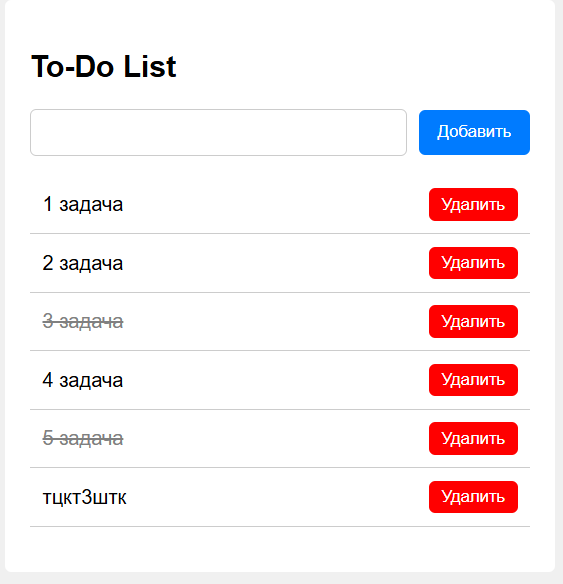 To-Do List
Добавить
1 задача Удалить
2 задача Удалить
3 задача Удалить
4 задача Удалить
5 задача Удалить
тцкт3штк Удалить